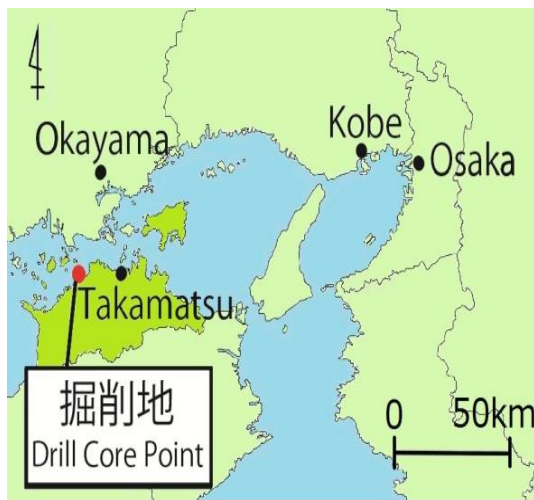 Okayama
Kobe
Osaka
Takamatsu
掘削地
Drill Core Point
0 50km